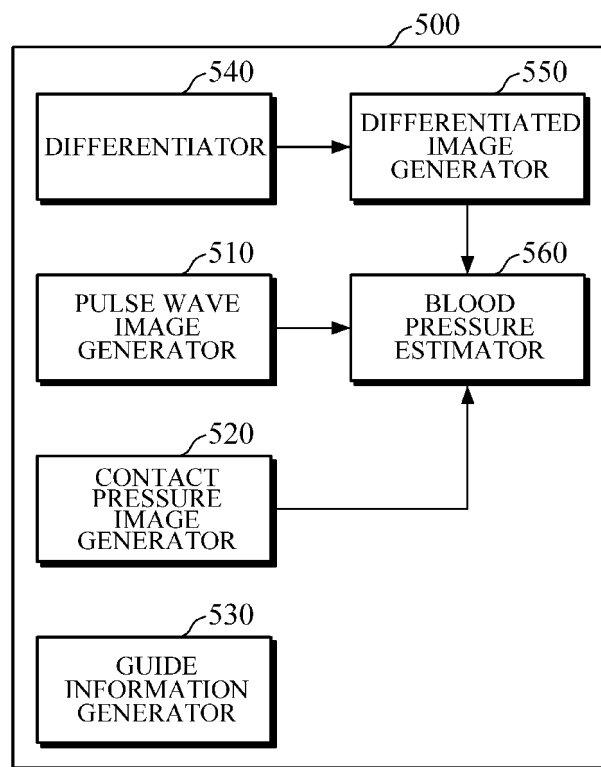 500
540
DIFFERENTIATOR
550
DIFFERENTIATED
IMAGE
GENERATOR
510
PULSE WAVE
IMAGE
GENERATOR
560
BLOOD
PRESSURE
ESTIMATOR
520
CONTACT
PRESSURE
IMAGE
GENERATOR
530
GUIDE
INFORMATION
GENERATOR